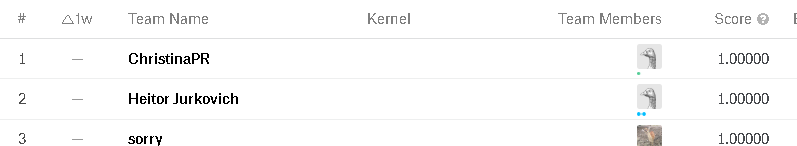 # △1w Team Name Kernel Team Members Score ?
1 — ChristinaPR 1.00000
2 — Heitor Jurkovich 1.00000
3 — sorry 1.00000